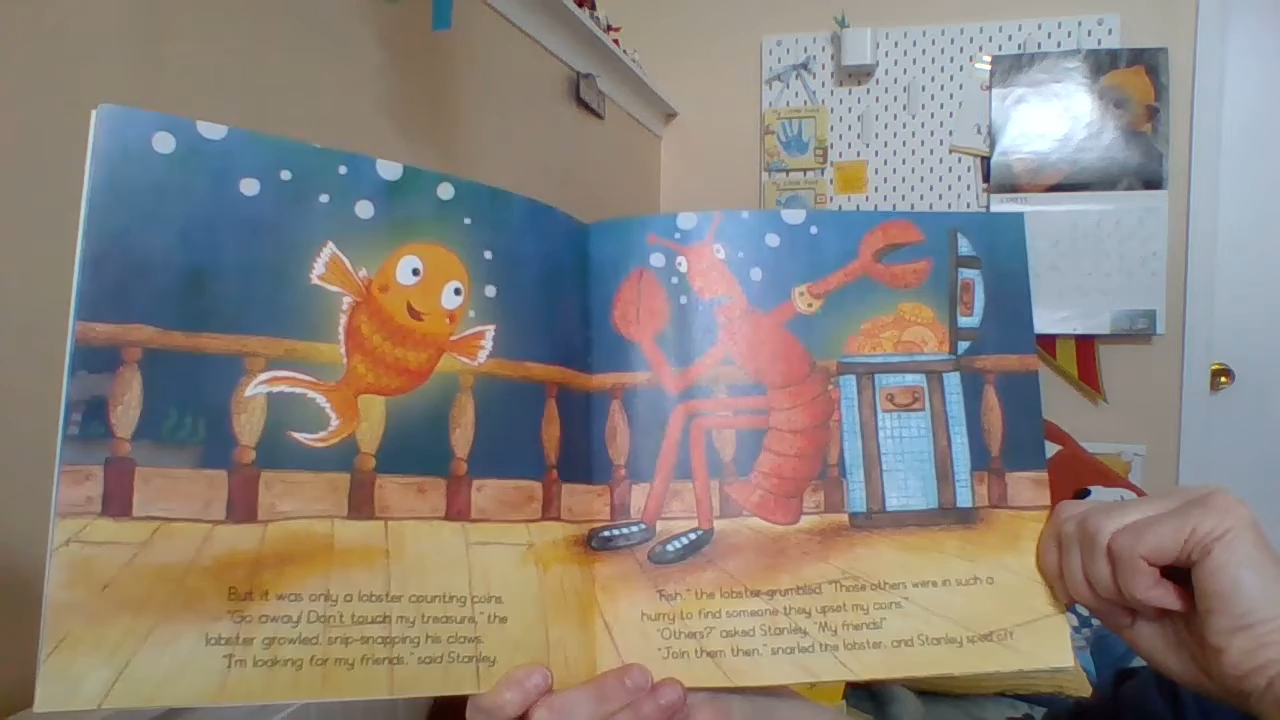 But it was only a lobster counting coins.
"Go away! Don't touch my treasure," the
lobster growled, snip-snapping his claws.
"I'm looking for my friends," said Stanley.
"Fish," the lobster grumbled. "Those others were in such a
hurry to find someone they upset my coins."
"Others?" asked Stanley. "My friends!"
"Join them then," snarled the lobster, and Stanley sped off.